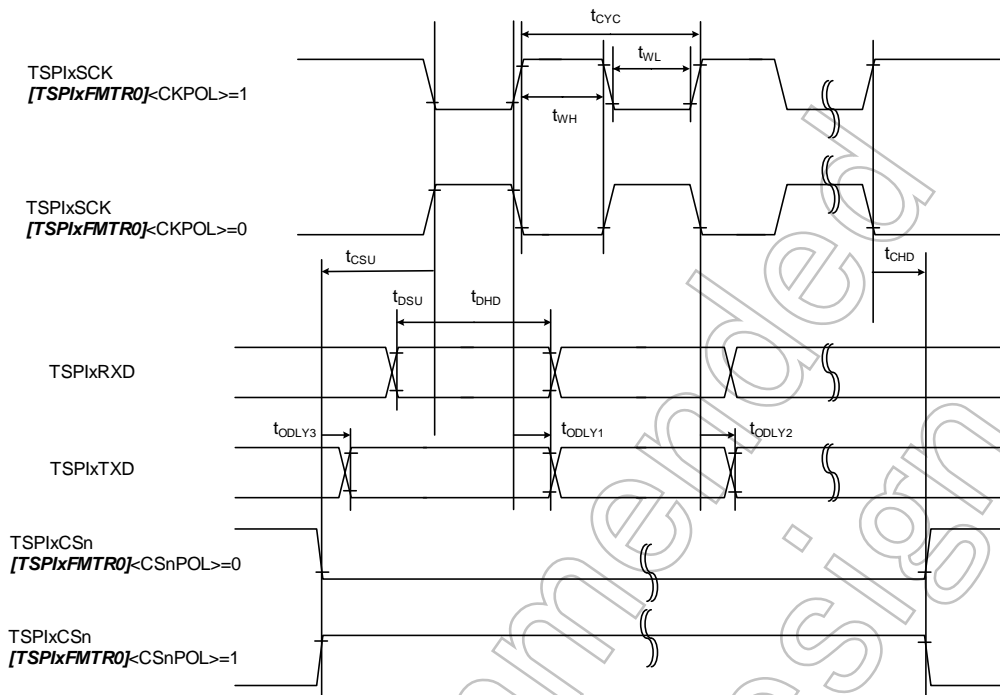 tCYC
TSPIxSCK
[TSPIxFMTR0]<CKPOL>=1
tWL
tWH
TSPIxSCK
[TSPIxFMTR0]<CKPOL>=0
tCSU
tCHD
tDSU
tDHD
TSPIxRXD
tODLY3
tODLY1
tODLY2
TSPIxTXD
TSPIxCSn
[TSPIxFMTR0]<CSnPOL>=0
TSPIxCSn
[TSPIxFMTR0]<CSnPOL>=1